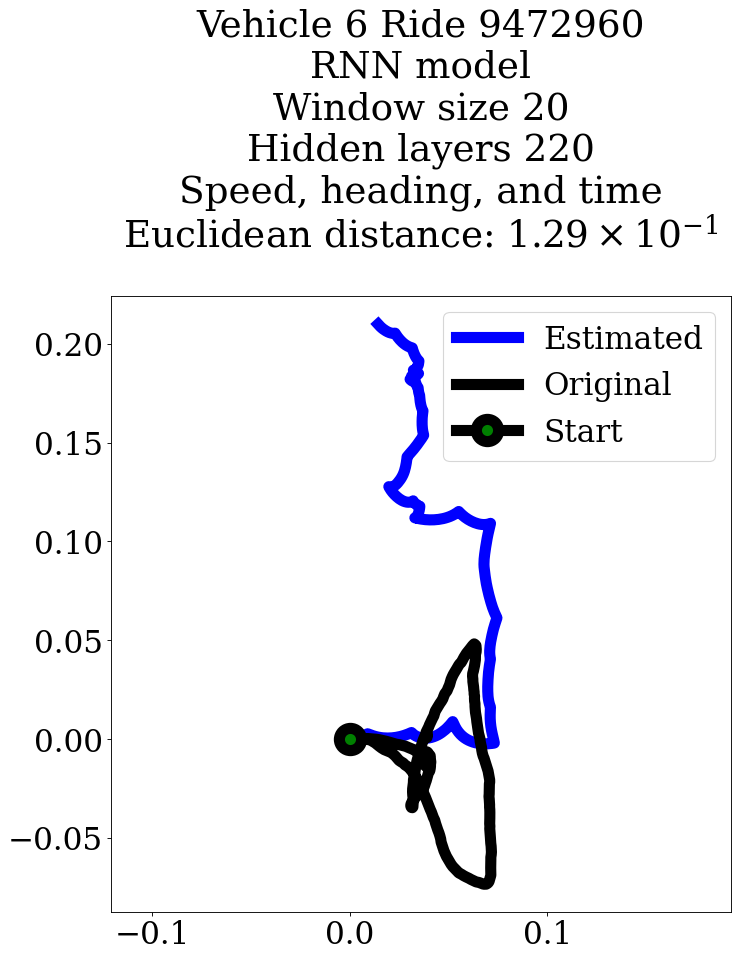 Vehicle 6 Ride 9472960
RNN model
Window size 20
Hidden layers 220
Speed, heading, and time
Euclidean distance: 1.29 × 10⁻¹
Estimated
Original
Start
0.20
0.15
0.10
0.05
0.00
−0.05
−0.1 0.0 0.1